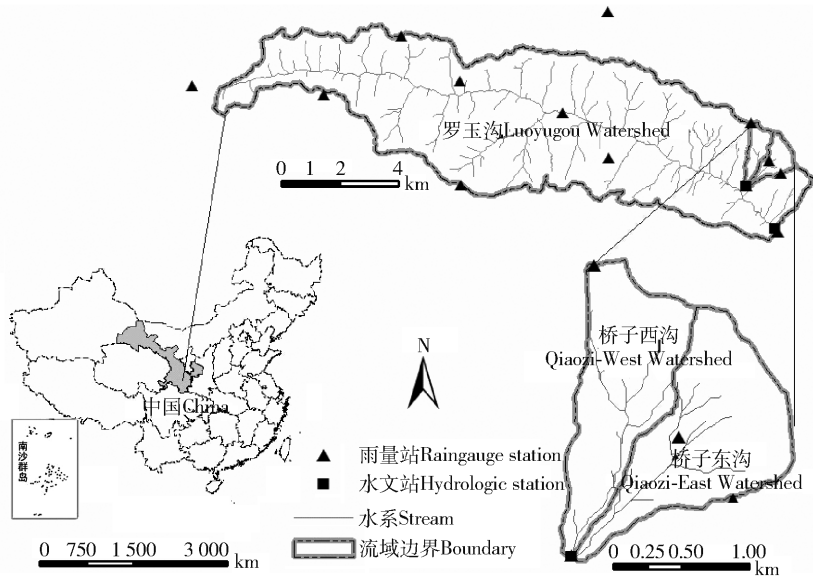 罗玉沟Luoyugou Watershed
0 1 2 4 km
N
桥子西沟
Qiaozi-West Watershed
中国China
南沙群岛
雨量站Raingauge station
桥子东沟
水文站Hydrologic station
Qiaozi-East Watershed
水系Stream
流域边界Boundary
0 750 1 500 3 000 km
0 0.25 0.50 1.00 km